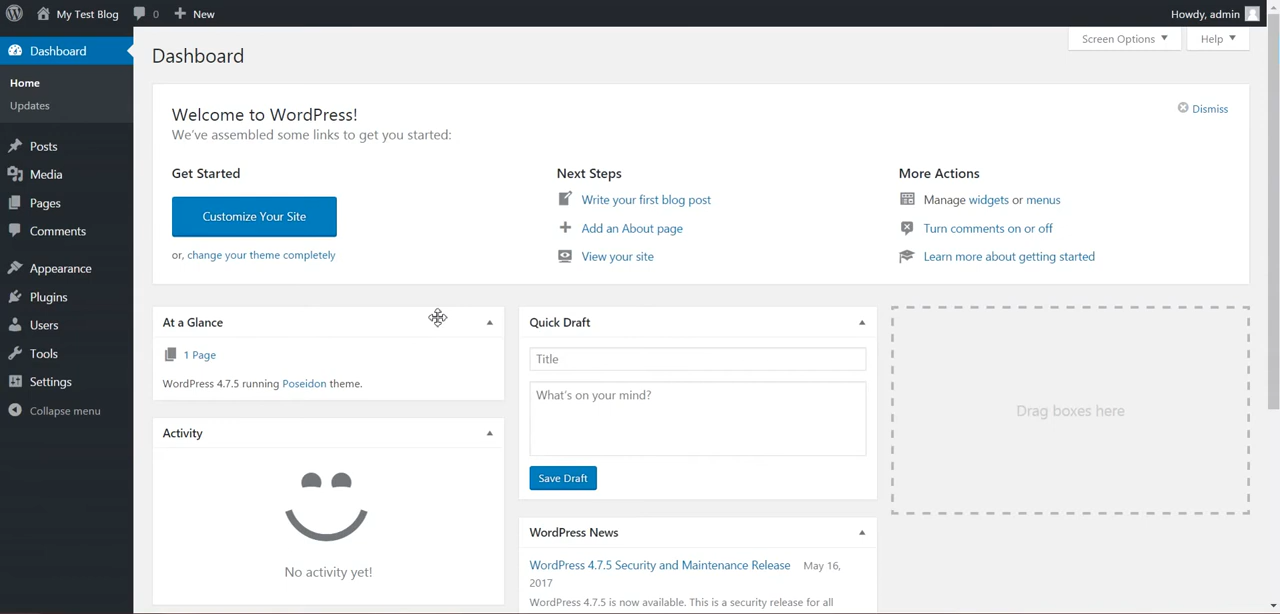 My Test Blog 0 New Howdy, admin
Dashboard
Home
Updates
Posts
Media
Pages
Comments
Appearance
Plugins
Users
Tools
Settings
Collapse menu
Screen Options Help
Dashboard
Welcome to WordPress!
We've assembled some links to get you started:
Dismiss
Get Started
Customize Your Site
or, change your theme completely
Next Steps
Write your first blog post
Add an About page
View your site
More Actions
Manage widgets or menus
Turn comments on or off
Learn more about getting started
At a Glance
1 Page
WordPress 4.7.5 running Poseidon theme.
Activity
No activity yet!
Quick Draft
Title
What's on your mind?
Save Draft
WordPress News
WordPress 4.7.5 Security and Maintenance Release May 16,
2017
WordPress 4.7.5 is now available. This is a security release for all
Drag boxes here